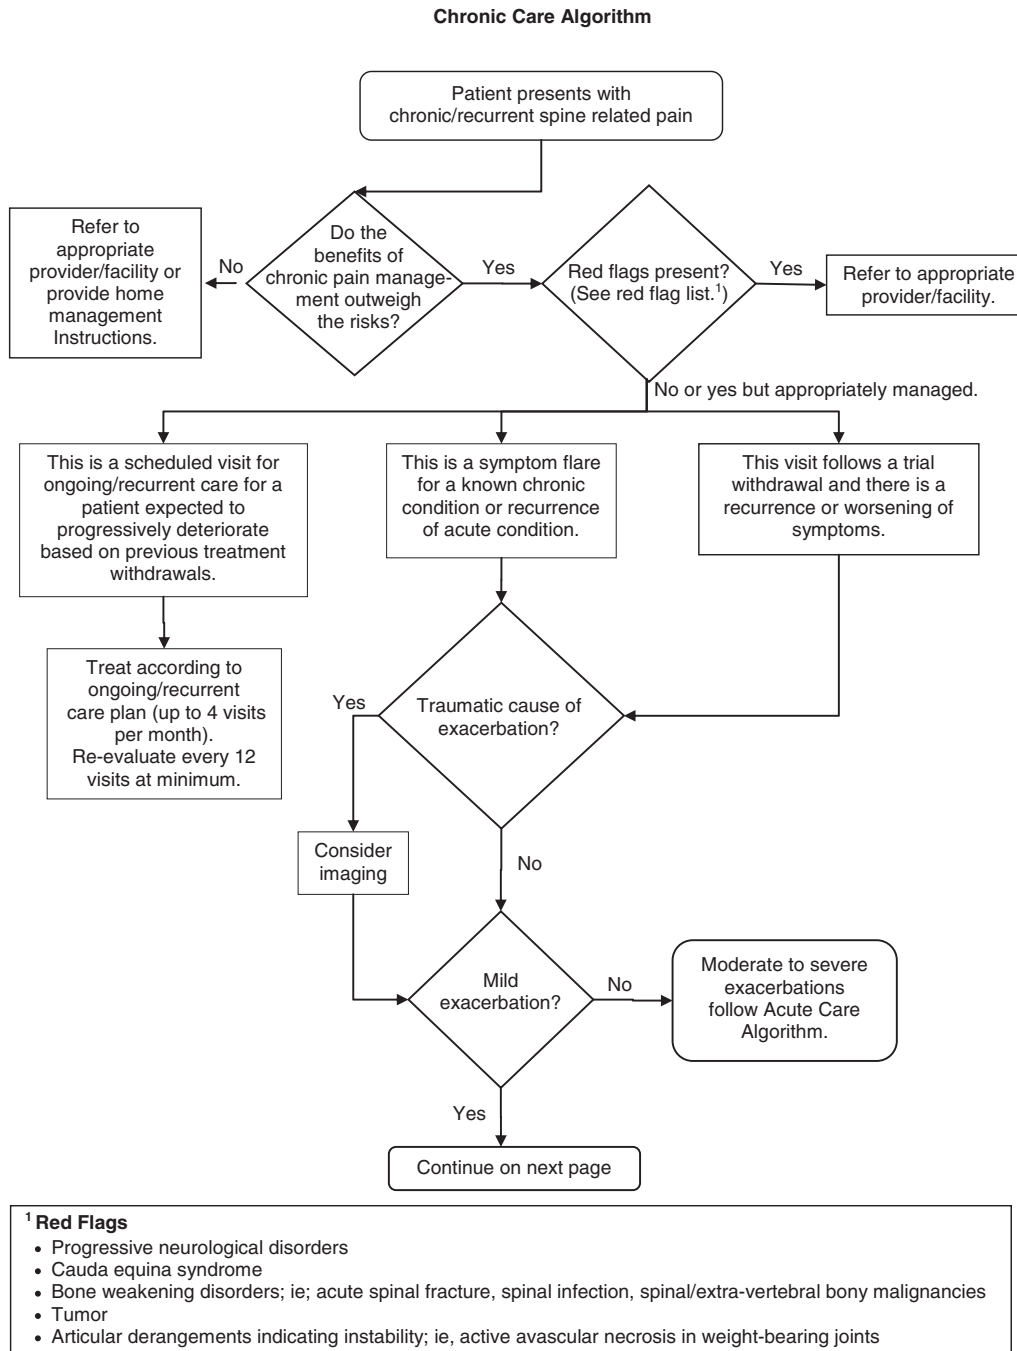 Chronic Care Algorithm
Patient presents with
chronic/recurrent spine related pain
Refer to
appropriate
provider/facility or
provide home
management
Instructions.
No
Do the
benefits of
chronic pain manage-
ment outweigh
the risks?
Yes
Red flags present?
(See red flag list.¹)
Yes
Refer to appropriate
provider/facility.
No or yes but appropriately managed.
This is a scheduled visit for
ongoing/recurrent care for a
patient expected to
progressively deteriorate
based on previous treatment
withdrawals.
This is a symptom flare
for a known chronic
condition or recurrence
of acute condition.
This visit follows a trial
withdrawal and there is a
recurrence or worsening of
symptoms.
Treat according to
ongoing/recurrent
care plan (up to 4 visits
per month).
Re-evaluate every 12
visits at minimum.
Yes
Traumatic cause of
exacerbation?
Consider
imaging
No
Mild
exacerbation?
No
Moderate to severe
exacerbations
follow Acute Care
Algorithm.
Yes
Continue on next page
¹ Red Flags
• Progressive neurological disorders
• Cauda equina syndrome
• Bone weakening disorders; ie; acute spinal fracture, spinal infection, spinal/extra-vertebral bony malignancies
• Tumor
• Articular derangements indicating instability; ie, active avascular necrosis in weight-bearing joints